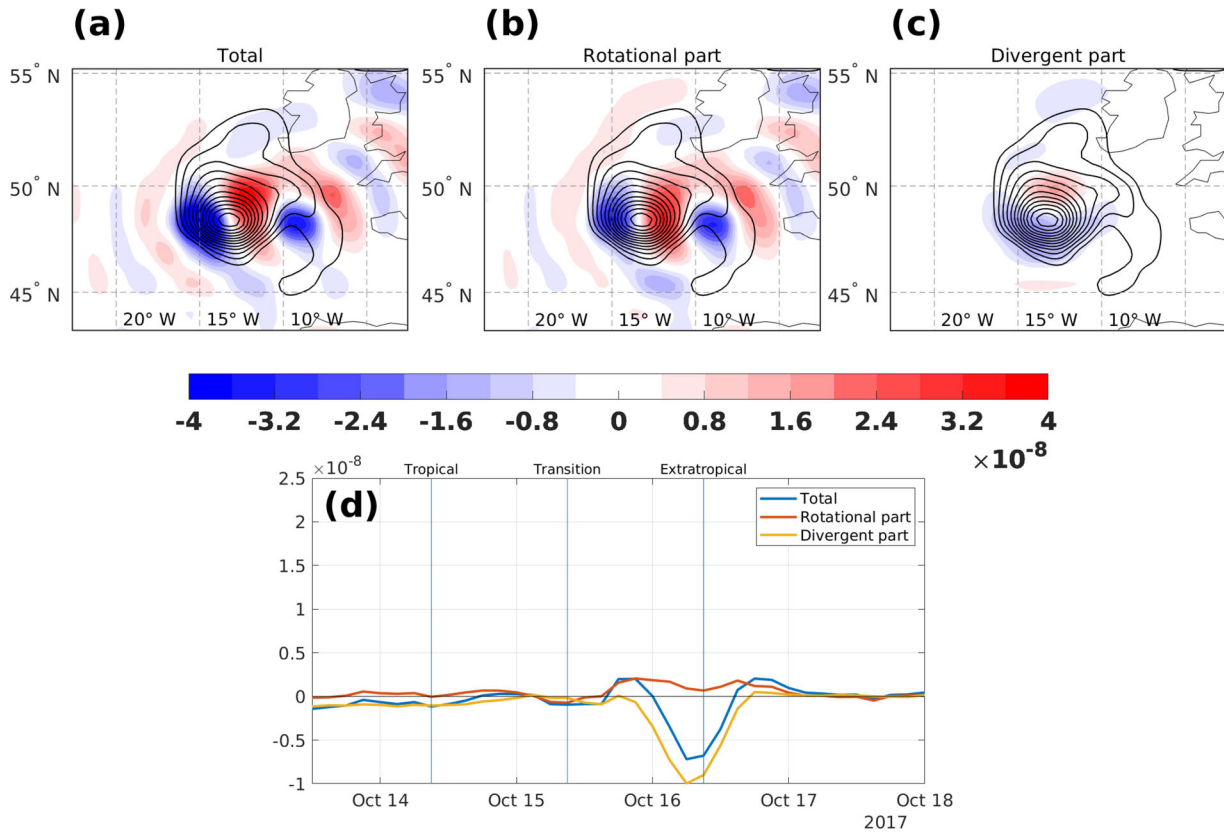 (a) (b) (c)
Total Rotational part Divergent part
55° N 55° N 55° N
50° N 50° N 50° N
45° N 45° N 45° N
20° W 15° W 10° W 20° W 15° W 10° W 20° W 15° W 10° W
-4 -3.2 -2.4 -1.6 -0.8 0 0.8 1.6 2.4 3.2 4
×10-8
×10-8 Tropical Transition Extratropical
(d)
2.5
2
1.5
1
0.5
0
-0.5
-1
Total
Rotational part
Divergent part
Oct 14 Oct 15 Oct 16 Oct 17 Oct 18
2017